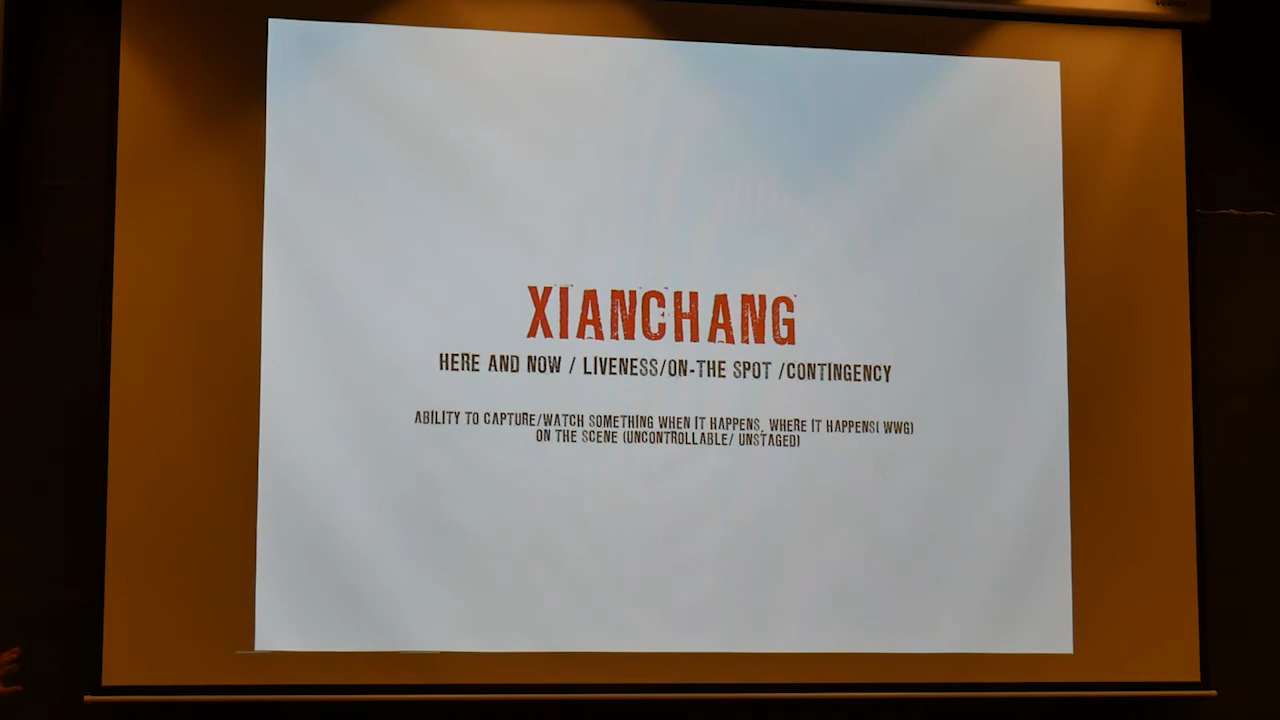 XIANCHANG
HERE AND NOW / LIVENESS/ON-THE SPOT /CONTINGENCY
ABILITY TO CAPTURE/WATCH SOMETHING WHEN IT HAPPENS, WHERE IT HAPPENS( WWG)
ON THE SCENE (UNCONTROLLABLE/ UNSTAGED)